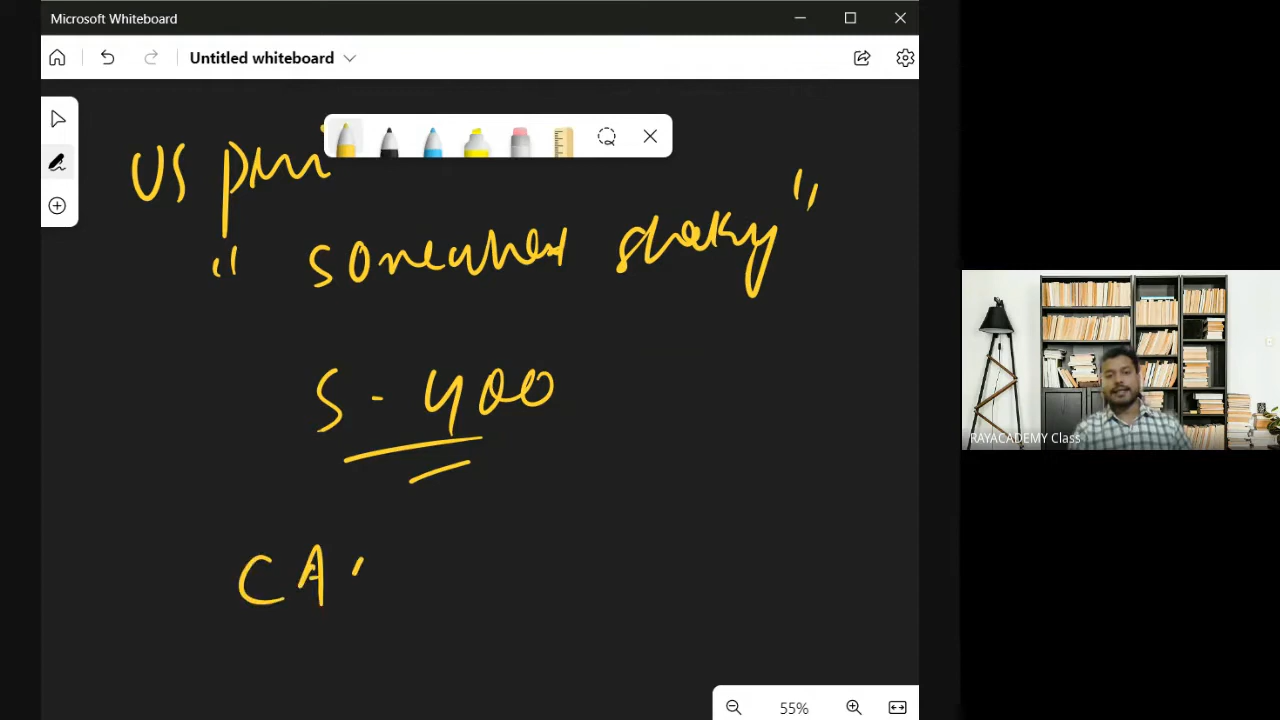 Microsoft Whiteboard
Untitled whiteboard
US
" somewhat shaky "
S-400
CA
RAYACADEMY Class
55%